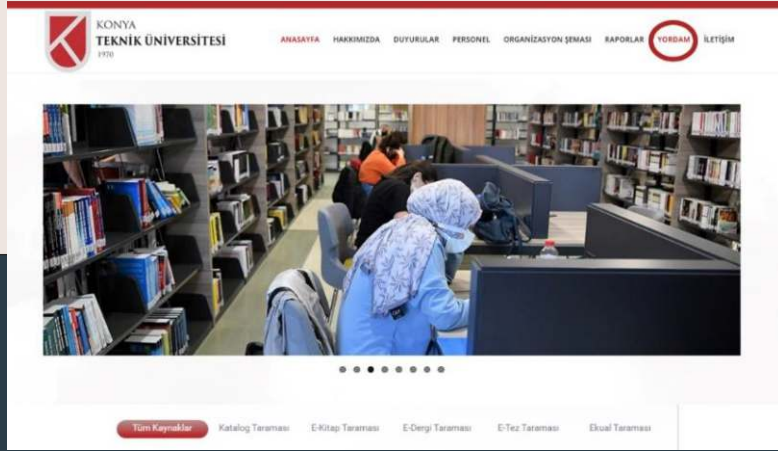 KONYA
TEKNİK ÜNİVERSİTESİ
1970
ANASAYFA HAKKIMIZDA DUYURULAR PERSONEL ORGANİZASYON ŞEMASI RAPORLAR YORDAM İLETİŞİM
Tüm Kaynaklar Katalog Taraması E-Kitap Taraması E-Dergi Taraması E-Tez Taraması Ekual Taraması